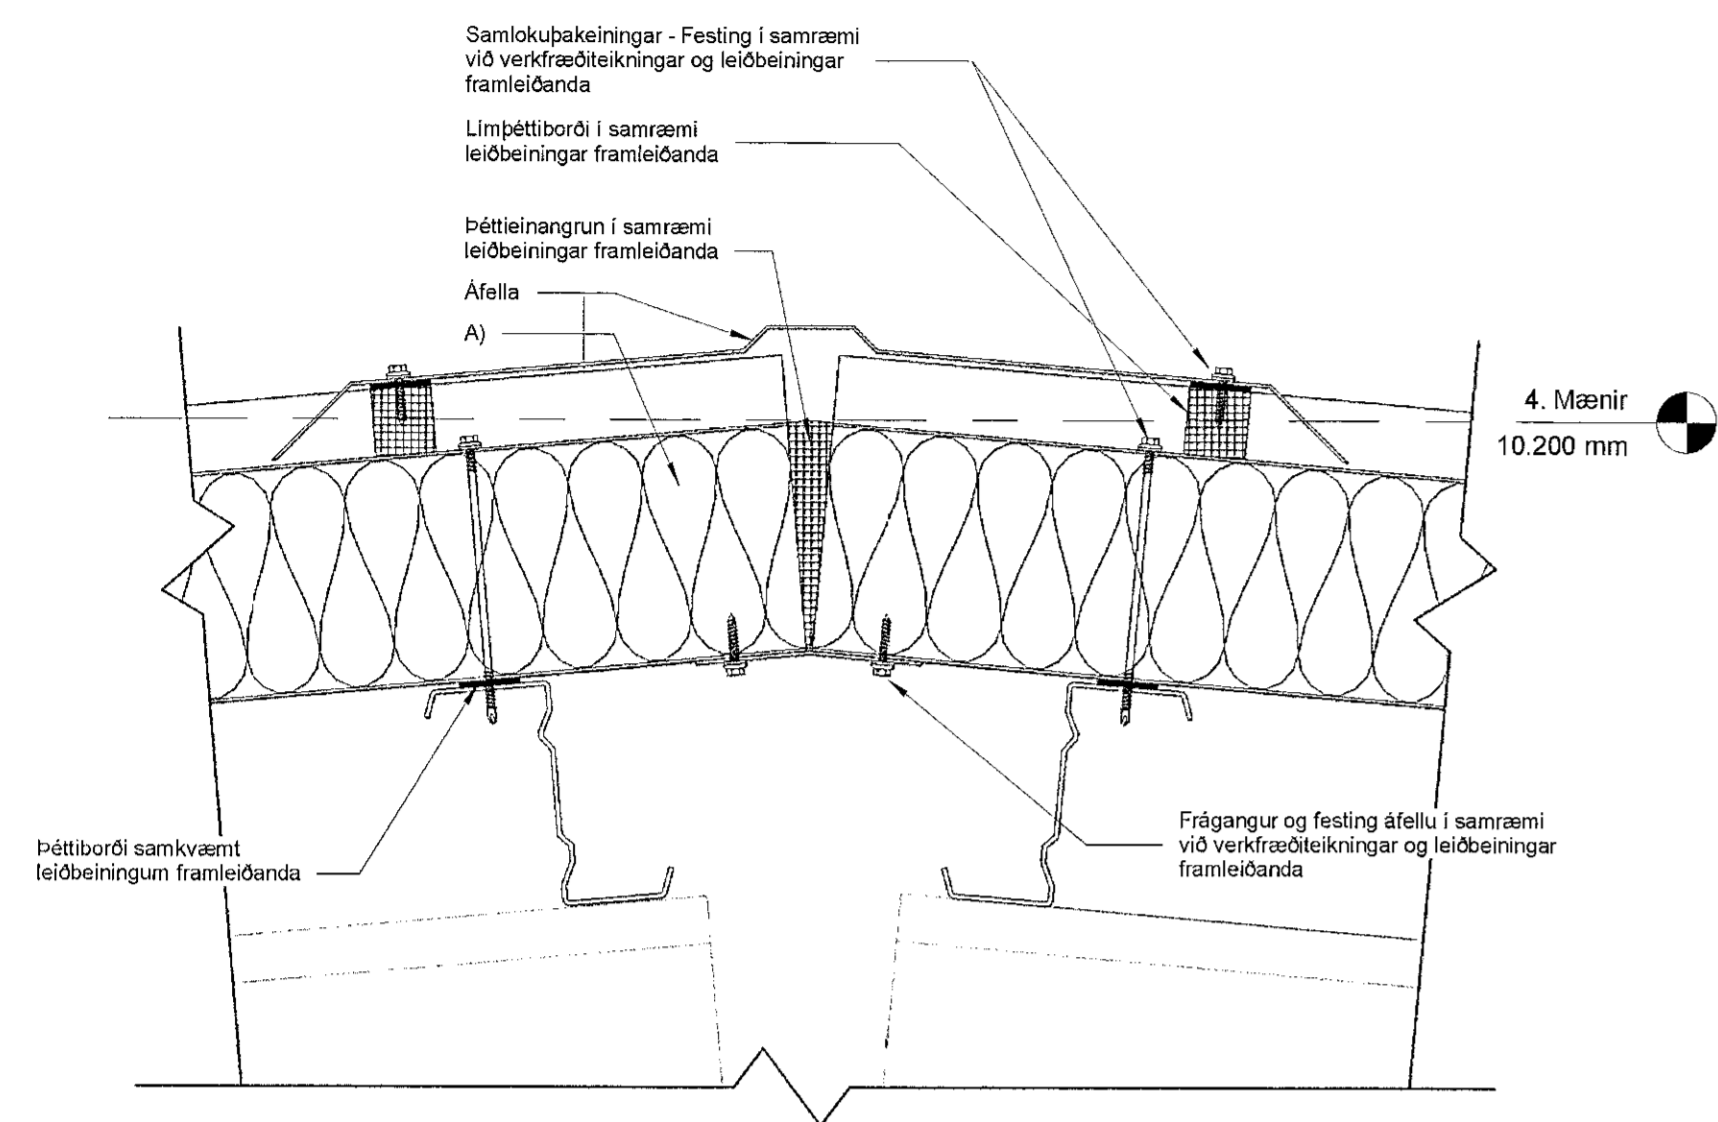 Samlokuþakeiningar - Festing í samræmi
við verkfræðiteikningar og leiðbeiningar
framleiðanda
Límþéttiborði í samræmi
leiðbeiningar framleiðanda
Þéttieinangrun í samræmi
leiðbeiningar framleiðanda
Áfella
A)
4. Mænir
10.200 mm
Þéttiborði samkvæmt
leiðbeiningum framleiðanda
Frágangur og festing áfellu í samræmi
við verkfræðiteikningar og leiðbeiningar
framleiðanda